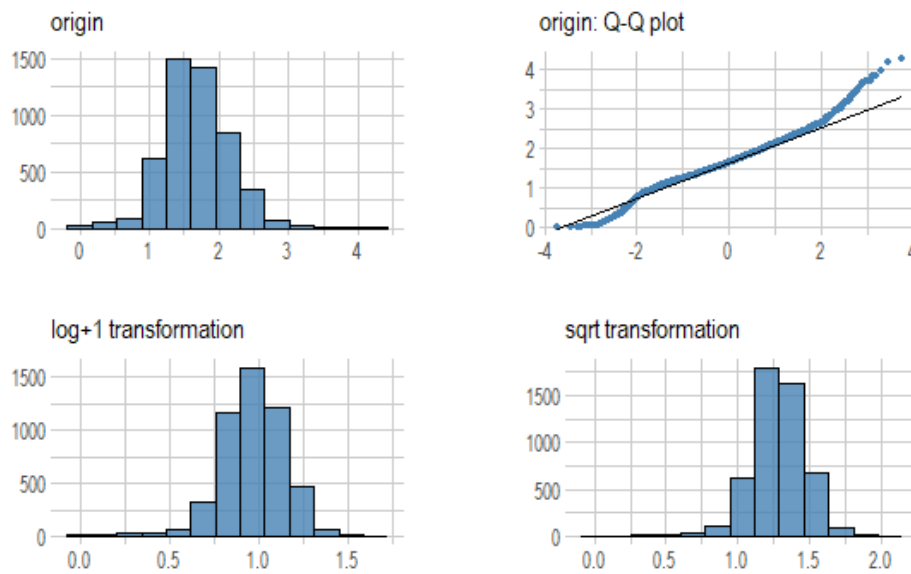 origin
1500
1000
500
0
0 1 2 3 4
origin: Q-Q plot
4
3
2
1
0
-4 -2 0 2 4
log+1 transformation
1500
1000
500
0
0.0 0.5 1.0 1.5
sqrt transformation
1500
1000
500
0
0.0 0.5 1.0 1.5 2.0